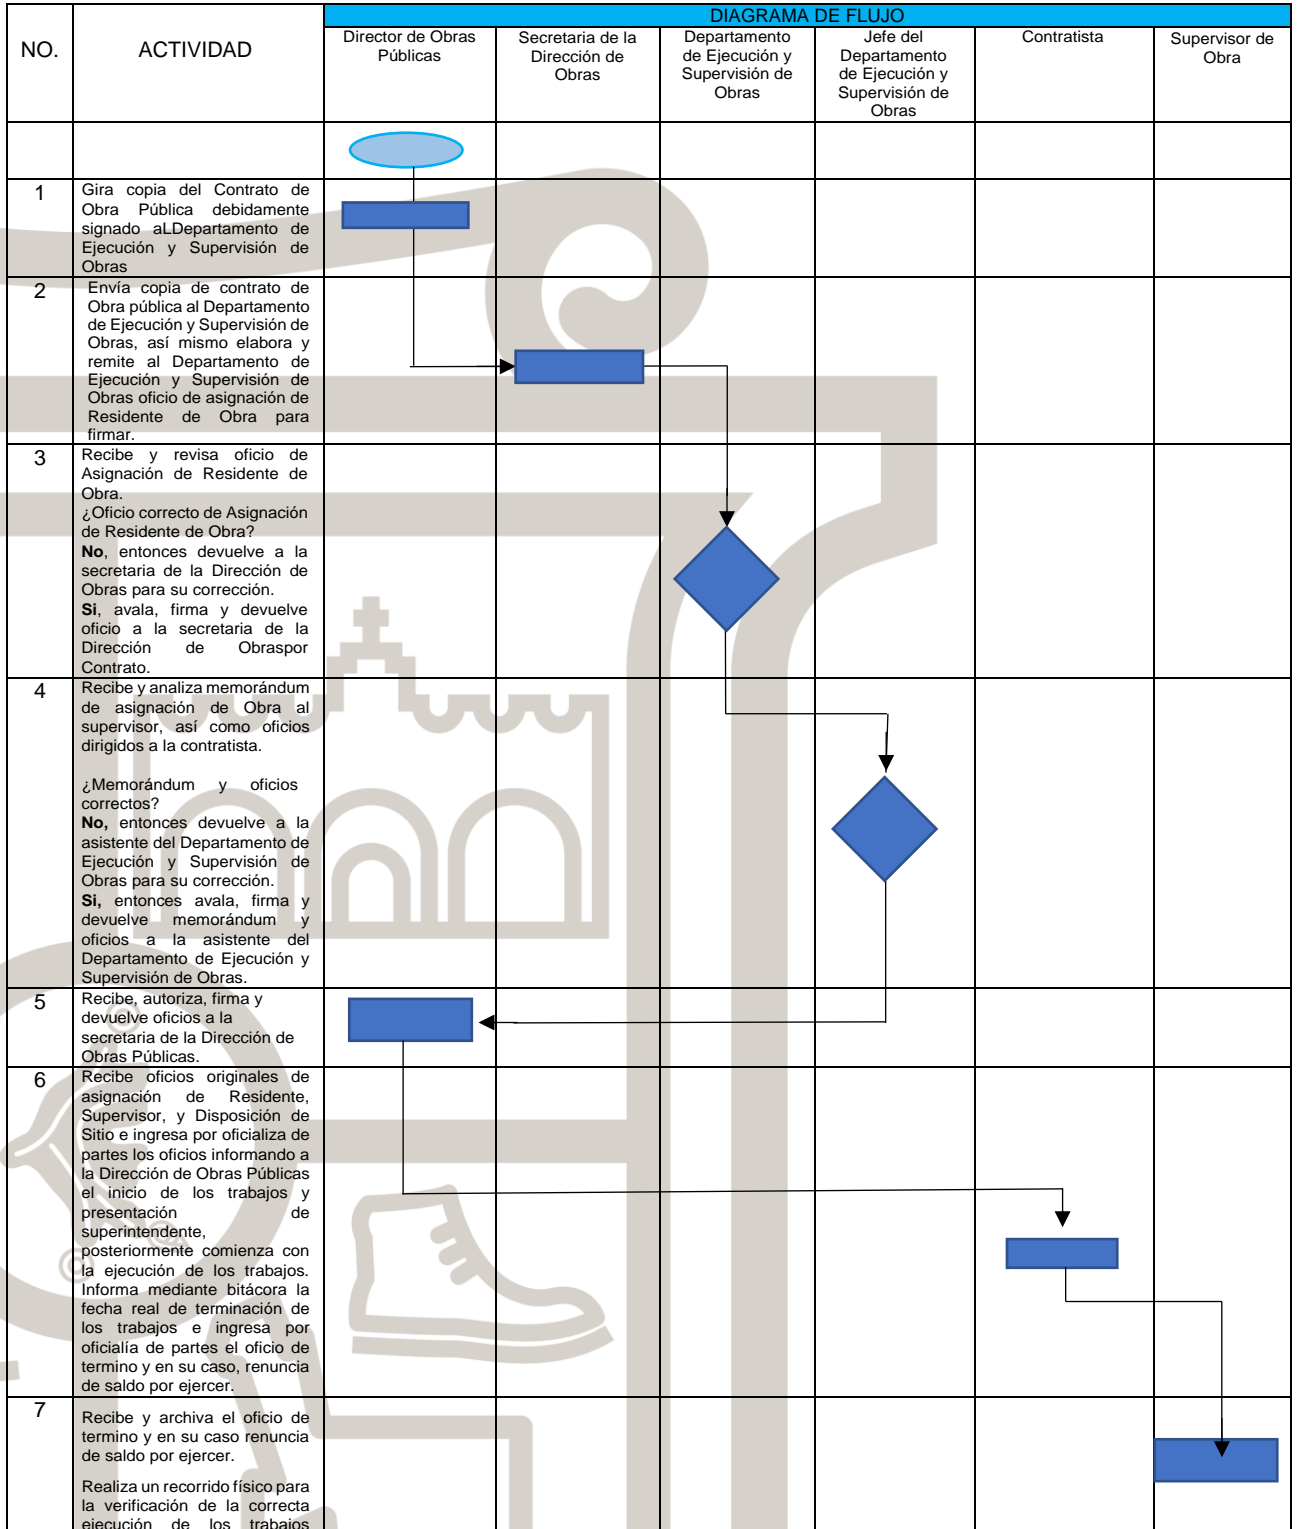 DIAGRAMA DE FLUJO
NO.
ACTIVIDAD
Director de Obras
Públicas
Secretaria de la
Dirección de
Obras
Departamento
de Ejecución y
Supervisión de
Obras
Jefe del
Departamento
de Ejecución y
Supervisión de
Obras
Contratista
Supervisor de
Obra
1
Gira copia del Contrato de
Obra Pública debidamente
signado aLDepartamento de
Ejecución y Supervisión de
Obras
2
Envía copia de contrato de
Obra pública al Departamento
de Ejecución y Supervisión de
Obras, así mismo elabora y
remite al Departamento de
Ejecución y Supervisión de
Obras oficio de asignación de
Residente de Obra para
firmar.
3
Recibe y revisa oficio de
Asignación de Residente de
Obra.
¿Oficio correcto de Asignación
de Residente de Obra?
No, entonces devuelve a la
secretaria de la Dirección de
Obras para su corrección.
Si, avala, firma y devuelve
oficio a la secretaria de la
Dirección de Obraspor
Contrato.
4
Recibe y analiza memorándum
de asignación de Obra al
supervisor, así como oficios
dirigidos a la contratista.
¿Memorándum y oficios
correctos?
No, entonces devuelve a la
asistente del Departamento de
Ejecución y Supervisión de
Obras para su corrección.
Si, entonces avala, firma y
devuelve memorándum y
oficios a la asistente del
Departamento de Ejecución y
Supervisión de Obras.
5
Recibe, autoriza, firma y
devuelve oficios a la
secretaria de la Dirección de
Obras Públicas.
6
Recibe oficios originales de
asignación de Residente,
Supervisor, y Disposición de
Sitio e ingresa por oficializa de
partes los oficios informando a
la Dirección de Obras Públicas
el inicio de los trabajos y
presentación de
superintendente,
posteriormente comienza con
la ejecución de los trabajos.
Informa mediante bitácora la
fecha real de terminación de
los trabajos e ingresa por
oficialía de partes el oficio de
termino y en su caso, renuncia
de saldo por ejercer.
7
Recibe y archiva el oficio de
termino y en su caso renuncia
de saldo por ejercer.
Realiza un recorrido físico para
la verificación de la correcta
ejecución de los trabajos